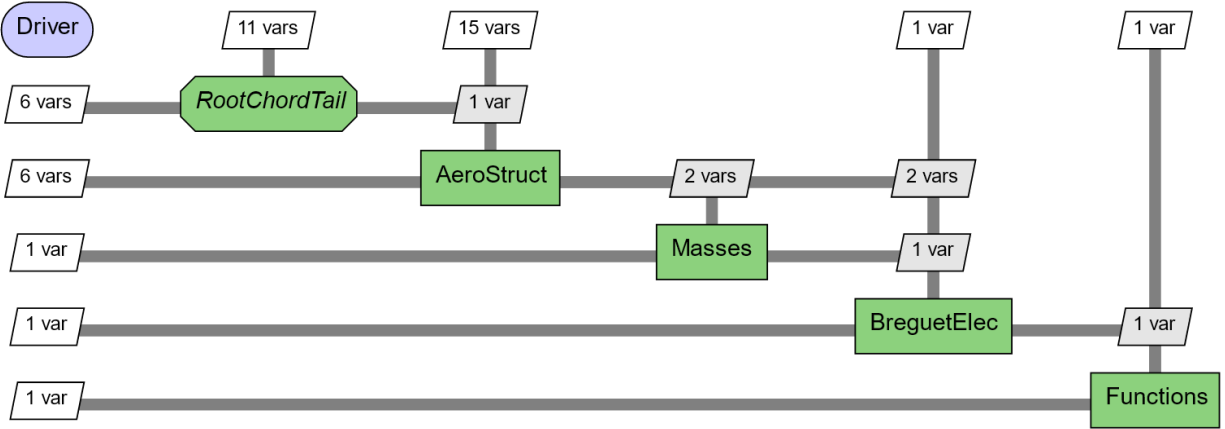 Driver
11 vars
15 vars
1 var
1 var
6 vars
RootChordTail
1 var
6 vars
AeroStruct
2 vars
2 vars
1 var
Masses
1 var
1 var
BreguetElec
1 var
1 var
Functions